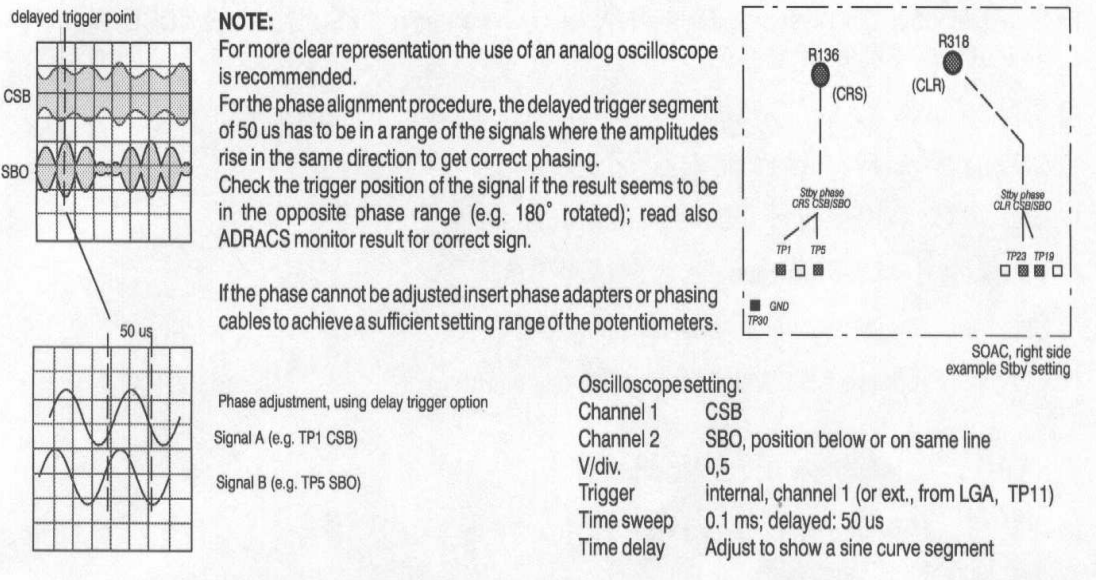 delayed trigger point
CSB
SBO
50 us
NOTE:
For more clear representation the use of an analog oscilloscope
is recommended.
For the phase alignment procedure, the delayed trigger segment
of 50 us has to be in a range of the signals where the amplitudes
rise in the same direction to get correct phasing.
Check the trigger position of the signal if the result seems to be
in the opposite phase range (e.g. 180° rotated); read also
ADRACS monitor result for correct sign.
If the phase cannot be adjusted insert phase adapters or phasing
cables to achieve a sufficient setting range of the potentiometers.
Phase adjustment, using delay trigger option
Signal A (e.g. TP1 CSB)
Signal B (e.g. TP5 SBO)
R136
(CRS)
R318
(CLR)
Stby phase
CRS CSB/SBO
Stby phase
CLR CSB/SBO
TP1 TP5
TP23 TP19
GND
TP30
SOAC, right side
example Stby setting
Oscilloscope setting:
Channel 1 CSB
Channel 2 SBO, position below or on same line
V/div. 0,5
Trigger internal, channel 1 (or ext., from LGA, TP11)
Time sweep 0.1 ms; delayed: 50 us
Time delay Adjust to show a sine curve segment